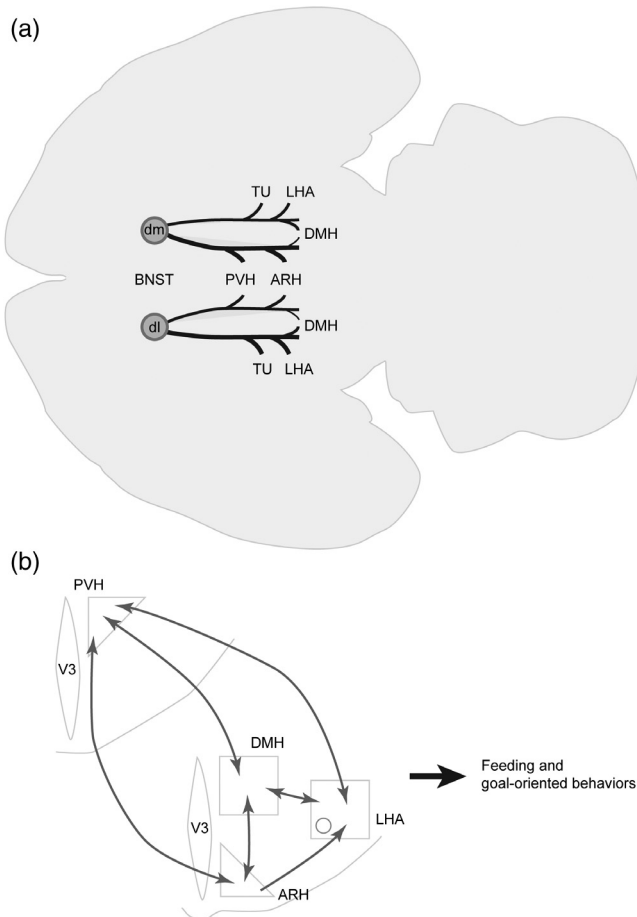 (a)
TU LHA
dm
DMH
BNST PVH ARH
dl
DMH
TU LHA
(b)
PVH
V3
DMH
Feeding and
goal-oriented behaviors
V3
LHA
ARH